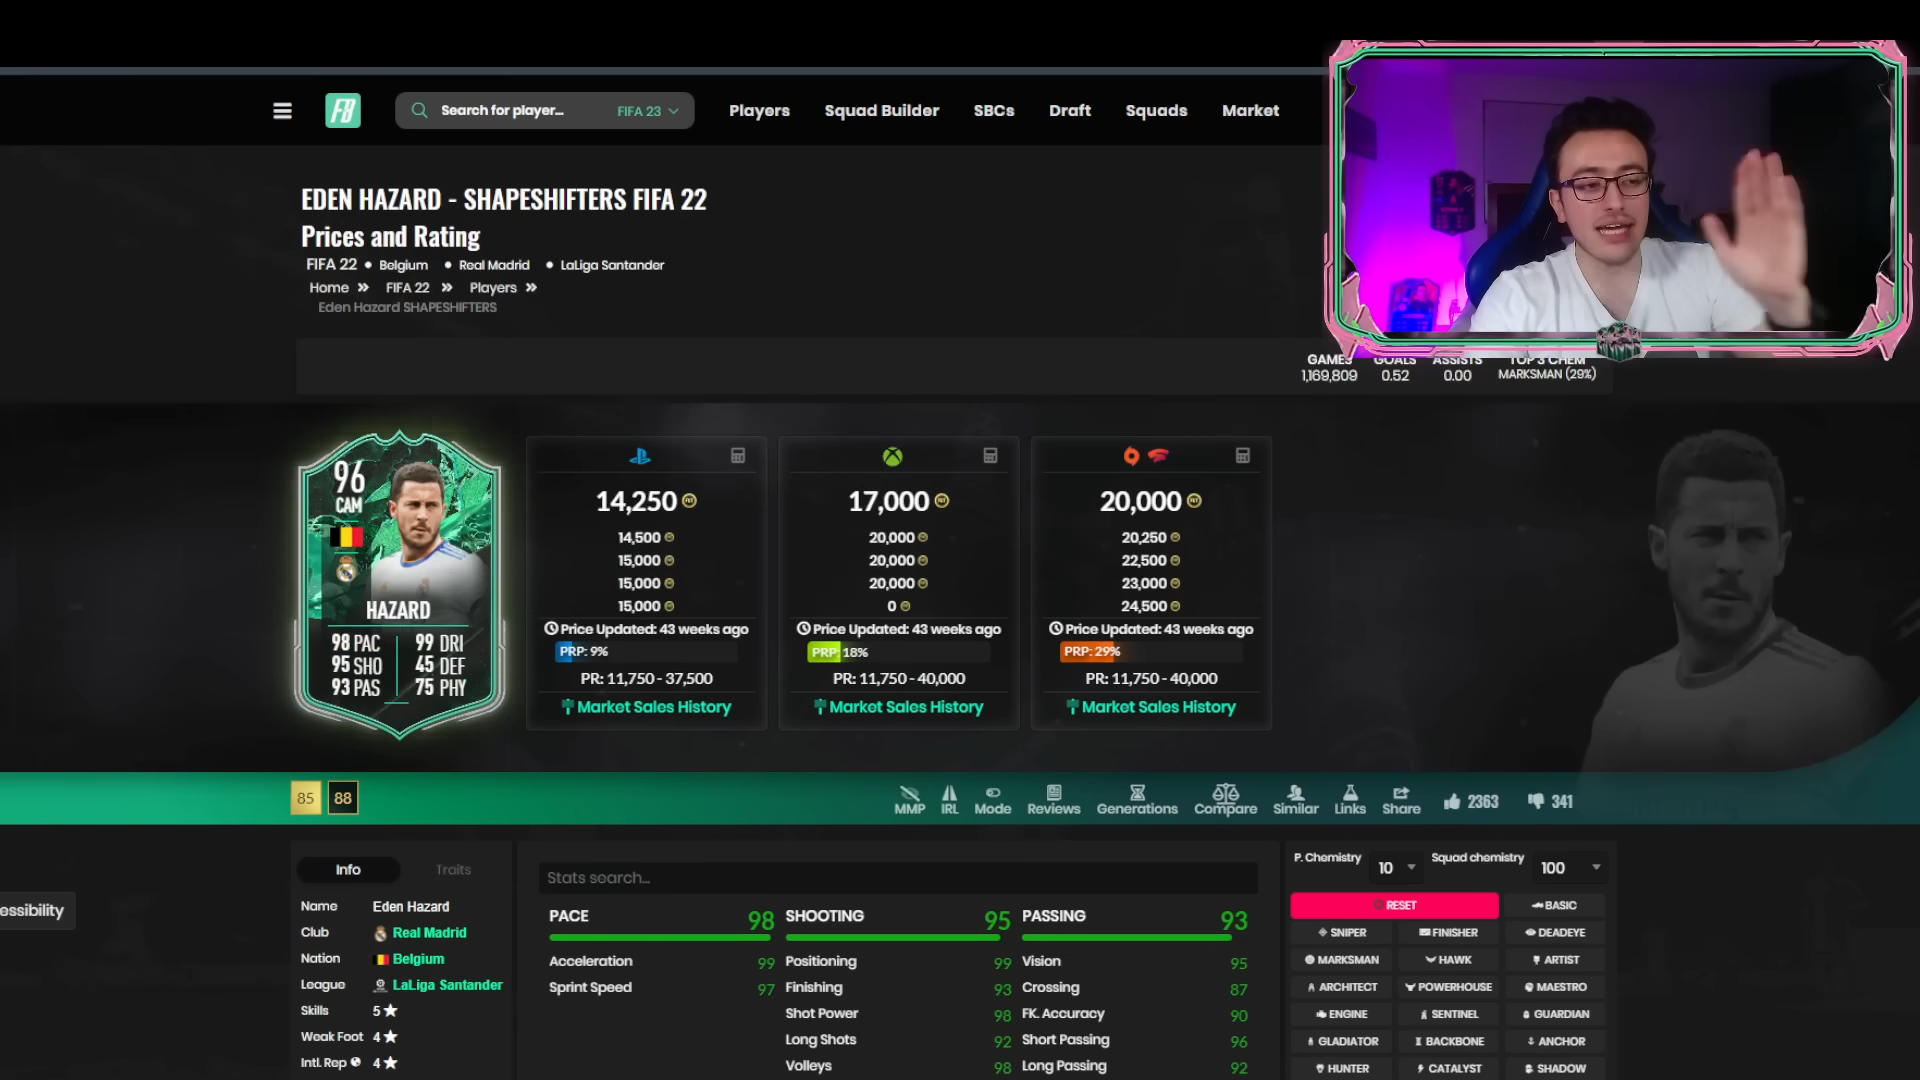 FB Search for player... FIFA 23 Players Squad Builder SBCs Draft Squads Market
EDEN HAZARD - SHAPESHIFTERS FIFA 22
Prices and Rating
FIFA 22 • Belgium • Real Madrid • LaLiga Santander
Home » FIFA 22 » Players »
Eden Hazard SHAPESHIFTERS
GAMES GOALS ASSISTS TOP 3 CHEM
1,169,809 0.52 0.00 MARKSMAN (29%)
96
CAM
HAZARD
98 PAC 99 DRI
95 SHO 45 DEF
93 PAS 75 PHY
14,250
14,500
15,000
15,000
15,000
Price Updated: 43 weeks ago
PRP: 9%
PR: 11,750 - 37,500
Market Sales History
17,000
20,000
20,000
20,000
0
Price Updated: 43 weeks ago
PRP: 18%
PR: 11,750 - 40,000
Market Sales History
20,000
20,250
22,500
23,000
24,500
Price Updated: 43 weeks ago
PRP: 29%
PR: 11,750 - 40,000
Market Sales History
85 88
MMP IRL Mode Reviews Generations Compare Similar Links Share 2363 341
essibility
Info Traits
Name Eden Hazard
Club Real Madrid
Nation Belgium
League LaLiga Santander
Skills 5
Weak Foot 4
Intl. Rep 4
Stats search...
PACE 98
Acceleration 99
Sprint Speed 97
SHOOTING 95
Positioning 99
Finishing 93
Shot Power 98
Long Shots 92
Volleys 98
PASSING 93
Vision 95
Crossing 87
FK. Accuracy 90
Short Passing 96
Long Passing 92
P. Chemistry 10 Squad chemistry 100
RESET BASIC
SNIPER FINISHER DEADEYE
MARKSMAN HAWK ARTIST
ARCHITECT POWERHOUSE MAESTRO
ENGINE SENTINEL GUARDIAN
GLADIATOR BACKBONE ANCHOR
HUNTER CATALYST SHADOW